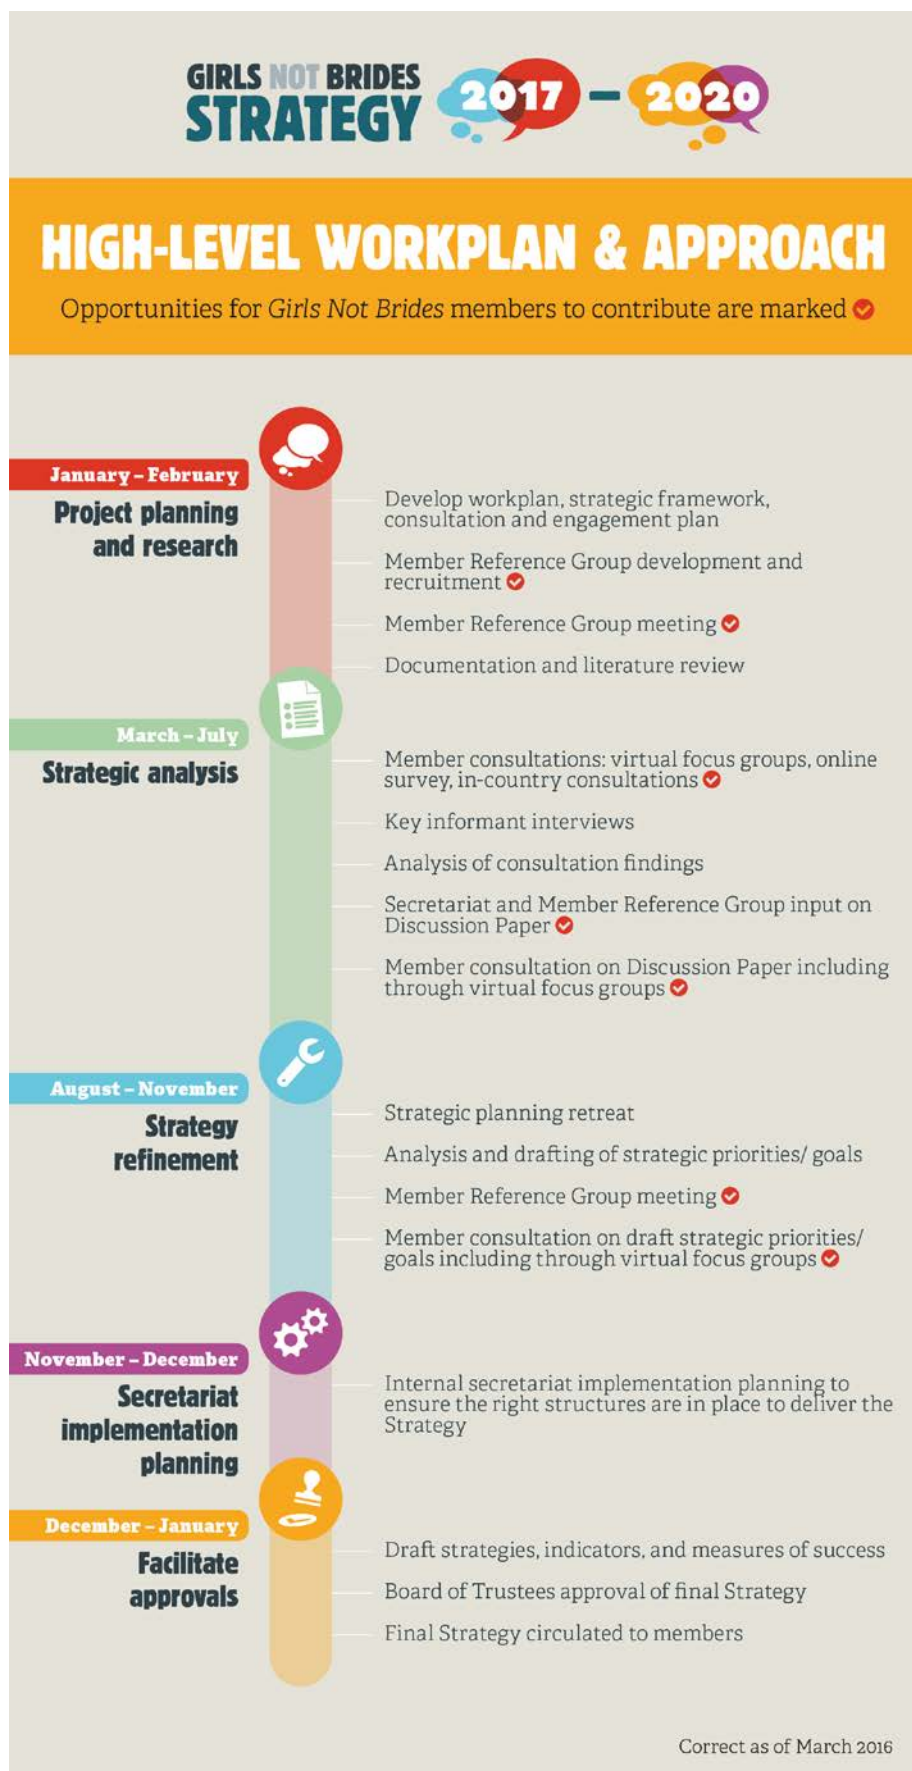 GIRLS NOT BRIDES
STRATEGY
2017 – 2020
HIGH-LEVEL WORKPLAN & APPROACH
Opportunities for Girls Not Brides members to contribute are marked
January – February
Project planning
and research
Develop workplan, strategic framework,
consultation and engagement plan
Member Reference Group development and
recruitment
Member Reference Group meeting
Documentation and literature review
March – July
Strategic analysis
Member consultations: virtual focus groups, online
survey, in-country consultations
Key informant interviews
Analysis of consultation findings
Secretariat and Member Reference Group input on
Discussion Paper
Member consultation on Discussion Paper including
through virtual focus groups
August – November
Strategy
refinement
Strategic planning retreat
Analysis and drafting of strategic priorities/ goals
Member Reference Group meeting
Member consultation on draft strategic priorities/
goals including through virtual focus groups
November – December
Secretariat
implementation
planning
Internal secretariat implementation planning to
ensure the right structures are in place to deliver the
Strategy
December – January
Facilitate
approvals
Draft strategies, indicators, and measures of success
Board of Trustees approval of final Strategy
Final Strategy circulated to members
Correct as of March 2016